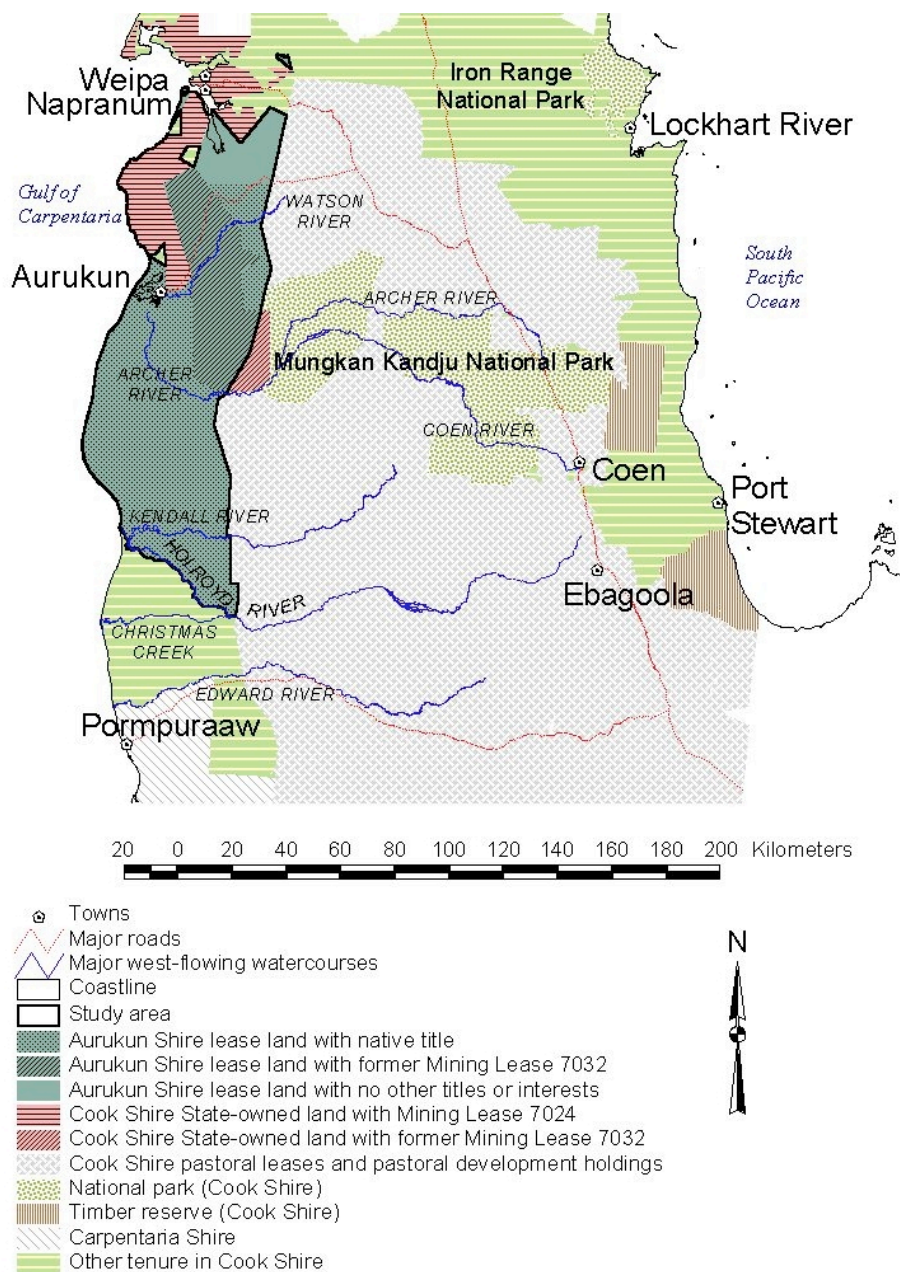 Weipa
Napranum
Iron Range
National Park
Lockhart River
Gulf of
Carpentaria
WATSON
RIVER
South
Pacific
Ocean
Aurukun
ARCHER RIVER
Mungkan Kandju National Park
ARCHER
RIVER
COEN RIVER
Coen
Port
Stewart
KENDALL RIVER
HOLROYD
RIVER
Ebagoola
CHRISTMAS
CREEK
EDWARD RIVER
Pormpuraaw
20 0 20 40 60 80 100 120 140 160 180 200 Kilometers
Towns
Major roads
Major west-flowing watercourses
Coastline
Study area
Aurukun Shire lease land with native title
Aurukun Shire lease land with former Mining Lease 7032
Aurukun Shire lease land with no other titles or interests
Cook Shire State-owned land with Mining Lease 7024
Cook Shire State-owned land with former Mining Lease 7032
Cook Shire pastoral leases and pastoral development holdings
National park (Cook Shire)
Timber reserve (Cook Shire)
Carpentaria Shire
Other tenure in Cook Shire
N